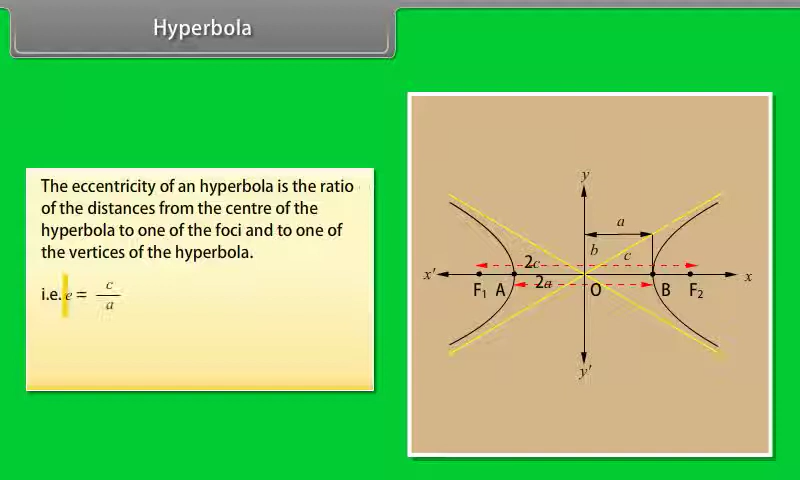 Hyperbola
The eccentricity of an hyperbola is the ratio
of the distances from the centre of the
hyperbola to one of the foci and to one of
the vertices of the hyperbola.
i.e. e = c/a
y
a
b
c
2c
x′
x
F₁ A
2a
O
B F₂
y′